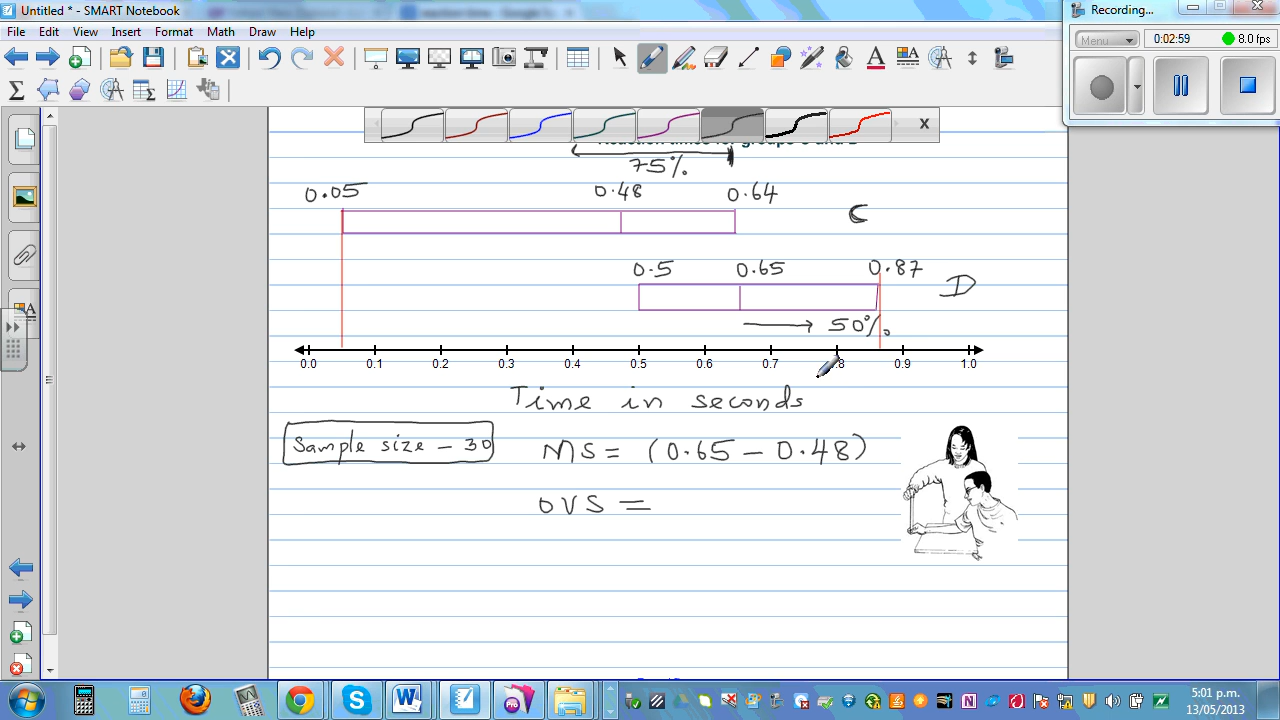 Untitled * - SMART Notebook
Recording...
File Edit View Insert Format Math Draw Help
Menu
0:02:59
8.0 fps
x
75%
0.05 0.48 0.64
C
0.5 0.65 0.87
D
50%
0.0 0.1 0.2 0.3 0.4 0.5 0.6 0.7 0.9 1.0
Time in seconds
Sample size - 30
MS = (0.65 - 0.48)
OVS =
5:01 p.m.
13/05/2013